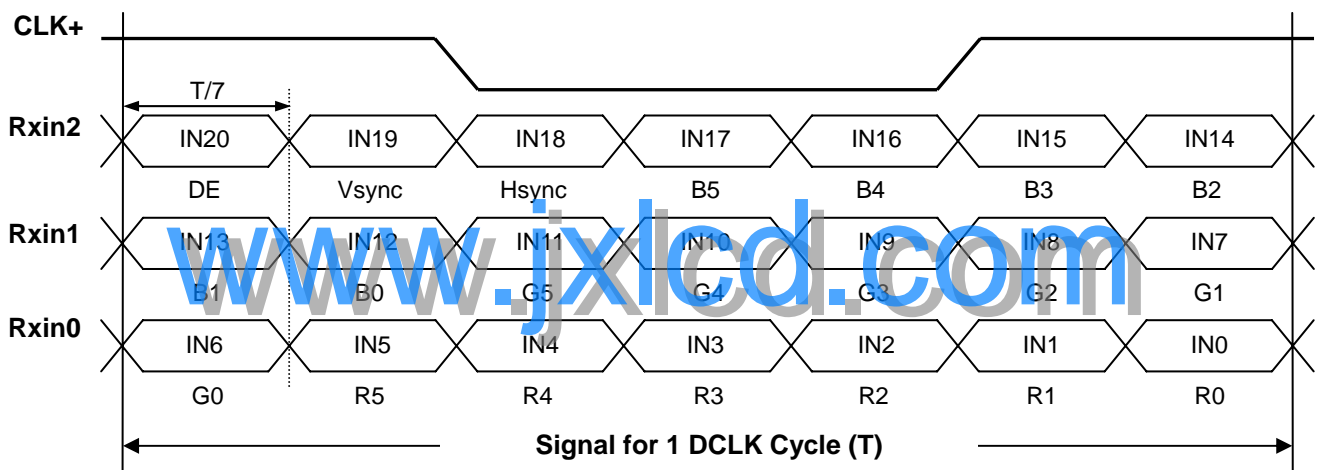 CLK+
T/7
Rxin2 IN20 IN19 IN18 IN17 IN16 IN15 IN14
DE Vsync Hsync B5 B4 B3 B2
Rxin1 IN13 IN12 IN11 IN10 IN9 IN8 IN7
www.jxlcd.com
B1 B0 G5 G4 G3 G2 G1
Rxin0 IN6 IN5 IN4 IN3 IN2 IN1 IN0
G0 R5 R4 R3 R2 R1 R0
Signal for 1 DCLK Cycle (T)